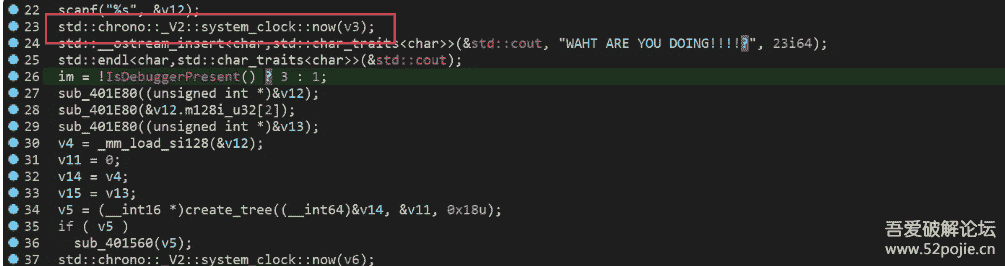 22 scanf("%s", &v12);
23 std::chrono::_V2::system_clock::now(v3);
24 std::__ostream_insert<char,std::char_traits<char>>(&std::cout, "WAHT ARE YOU DOING!!!!?", 23i64);
25 std::endl<char,std::char_traits<char>>(&std::cout);
26 im = !IsDebuggerPresent() ? 3 : 1;
27 sub_401E80((unsigned int *)&v12);
28 sub_401E80(&v12.m128i_u32[2]);
29 sub_401E80((unsigned int *)&v13);
30 v4 = _mm_load_si128(&v12);
31 v11 = 0;
32 v14 = v4;
33 v15 = v13;
34 v5 = (__int16 *)create_tree((__int64)&v14, &v11, 0x18u);
35 if ( v5 )
36 sub_401560(v5);
37 std::chrono::_V2::system_clock::now(v6);
吾爱破解论坛
www.52pojie.cn